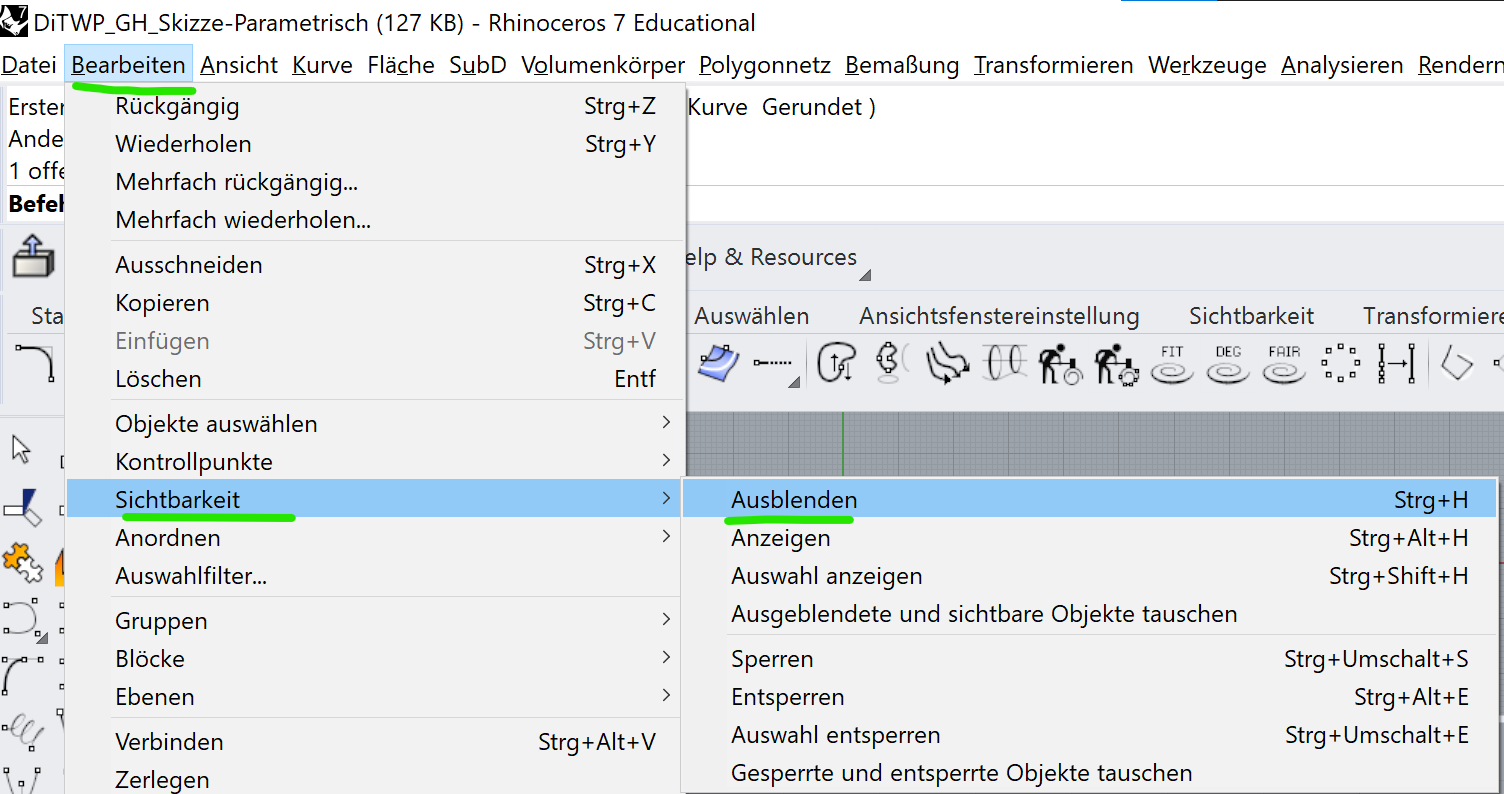 DiTWP_GH_Skizze-Parametrisch (127 KB) - Rhinoceros 7 Educational
Datei Bearbeiten Ansicht Kurve Fläche SubD Volumenkörper Polygonnetz Bemaßung Transformieren Werkzeuge Analysieren Rendern
Erster
Kurve Gerundet )
Ande
1 offe
Befeh
Rückgängig Strg+Z
Wiederholen Strg+Y
Mehrfach rückgängig...
Mehrfach wiederholen...
Ausschneiden Strg+X
Kopieren Strg+C
Einfügen Strg+V
Löschen Entf
Objekte auswählen
Kontrollpunkte
Sichtbarkeit
Anordnen
Auswahlfilter...
Gruppen
Blöcke
Ebenen
Verbinden Strg+Alt+V
Zerlegen
elp & Resources
Sta
Auswählen Ansichtsfenstereinstellung Sichtbarkeit Transformiere
FIT DEG FAIR
Ausblenden Strg+H
Anzeigen Strg+Alt+H
Auswahl anzeigen Strg+Shift+H
Ausgeblendete und sichtbare Objekte tauschen
Sperren Strg+Umschalt+S
Entsperren Strg+Alt+E
Auswahl entsperren Strg+Umschalt+E
Gesperrte und entsperrte Objekte tauschen